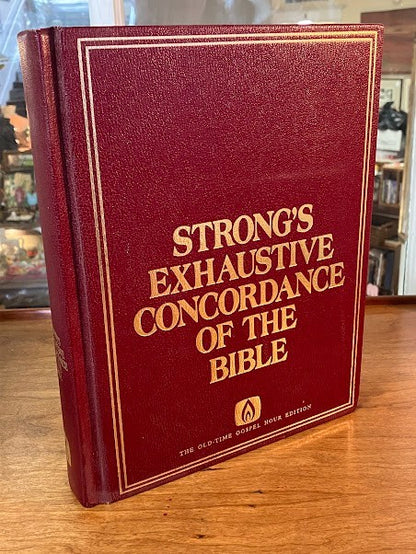 STRONG'S
EXHAUSTIVE
CONCORDANCE
OF THE
BIBLE
THE OLD-TIME GOSPEL HOUR EDITION